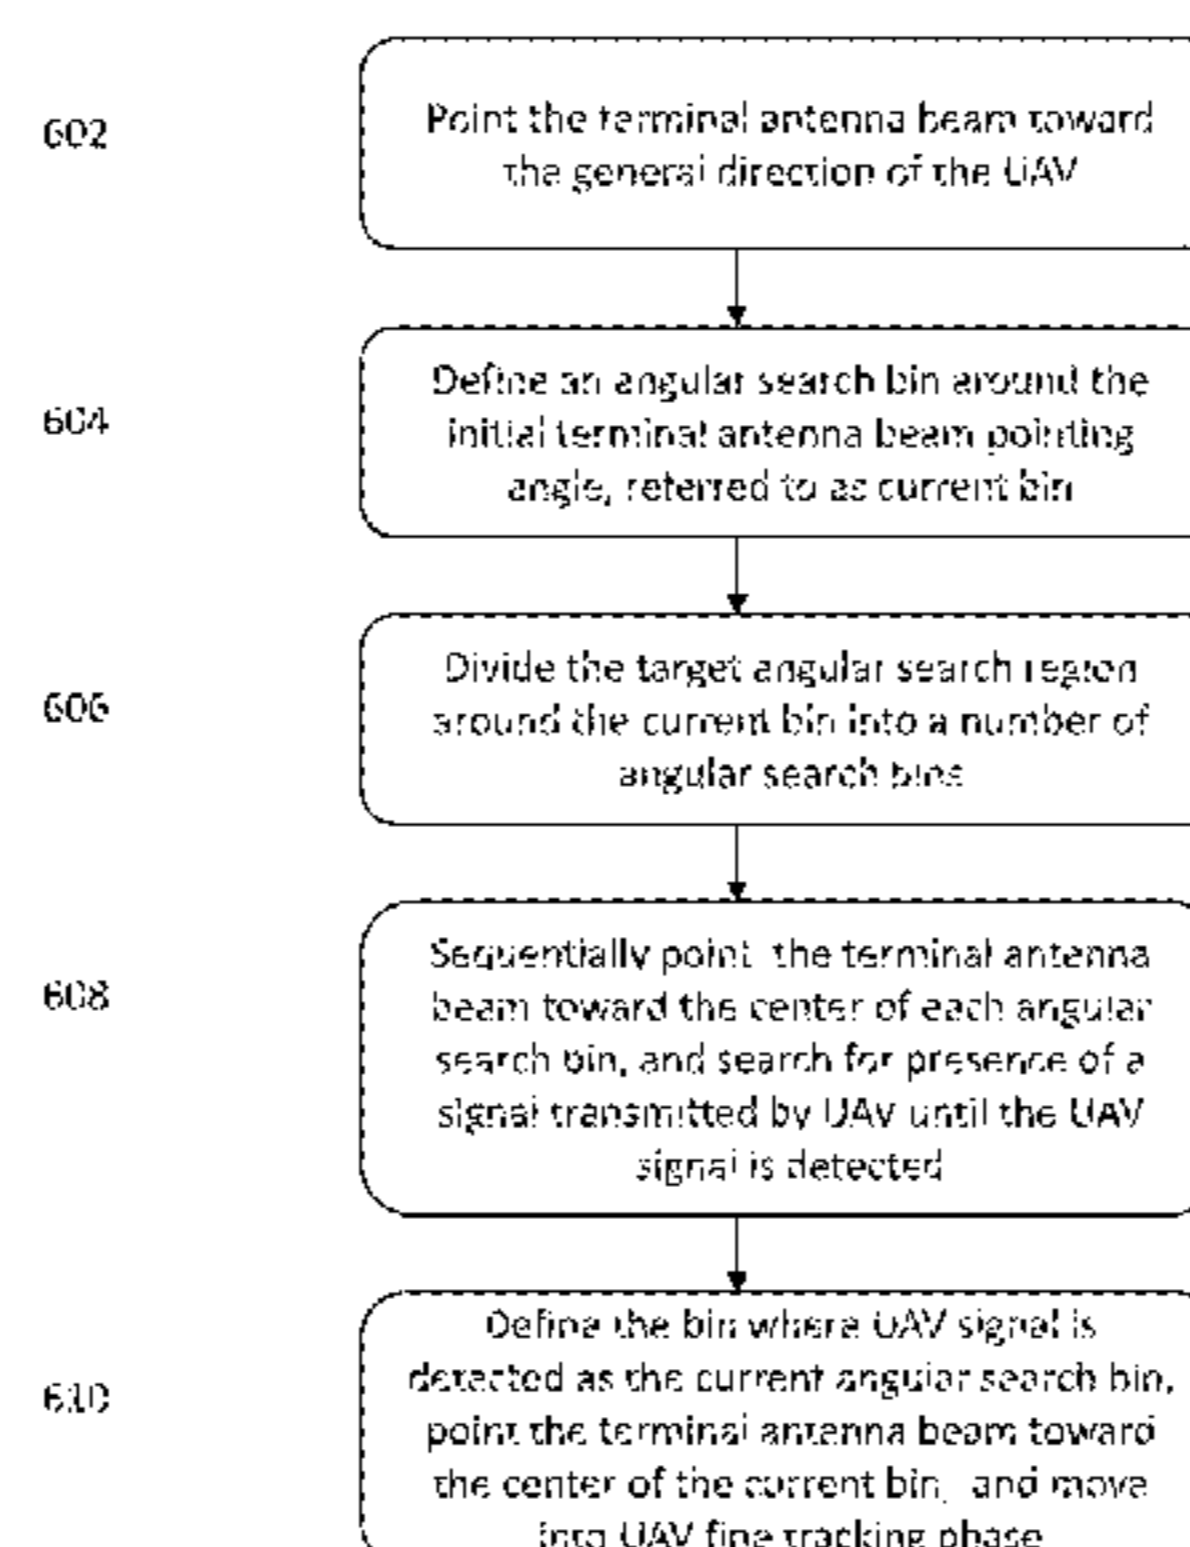 602
Point the terminal antenna beam toward
the general direction of the UAV
604
Define an angular search bin around the
initial terminal antenna beam pointing
angle, referred to as current bin
606
Divide the target angular search region
around the current bin into a number of
angular search bins
608
Sequentially point the terminal antenna
beam toward the center of each angular
search bin, and search for presence of a
signal transmitted by UAV until the UAV
signal is detected
610
Define the bin where UAV signal is
detected as the current angular search bin,
point the terminal antenna beam toward
the center of the current bin, and move
into UAV fine tracking phase